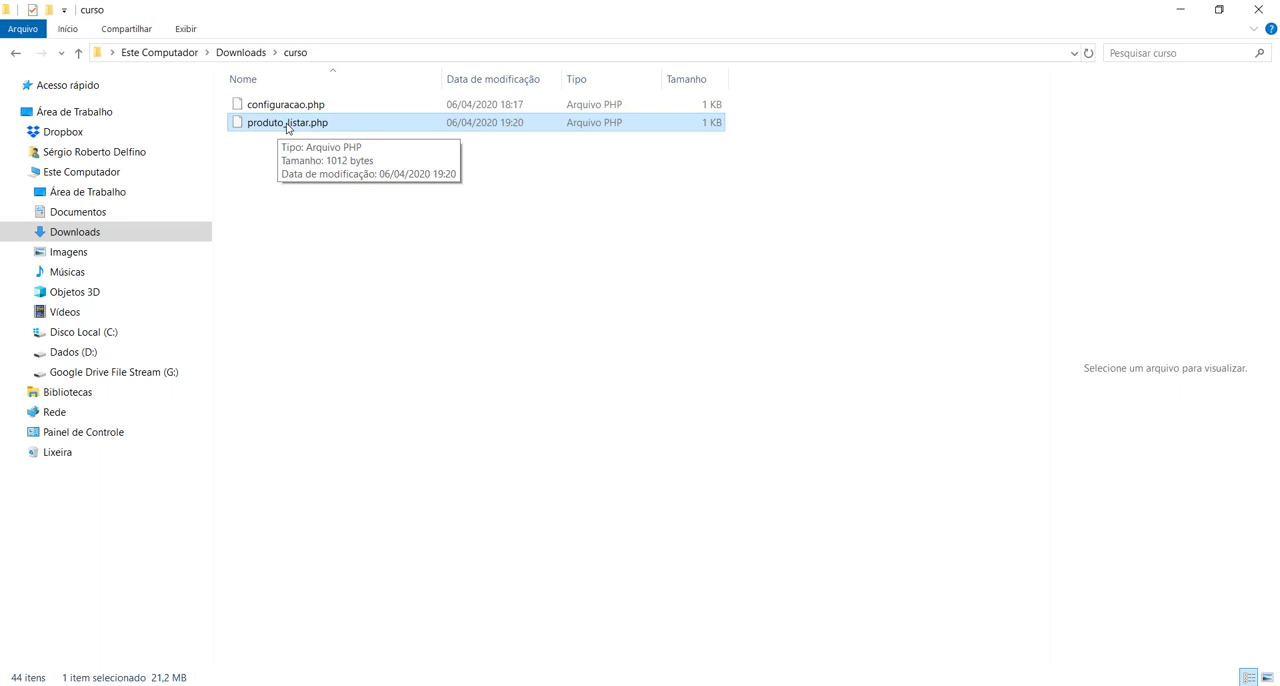 curso
Arquivo Início Compartilhar Exibir
Este Computador > Downloads > curso
Pesquisar curso
Nome Data de modificação Tipo Tamanho
configuracao.php 06/04/2020 18:17 Arquivo PHP 1 KB
produto_listar.php 06/04/2020 19:20 Arquivo PHP 1 KB
Tipo: Arquivo PHP
Tamanho: 1012 bytes
Data de modificação: 06/04/2020 19:20
Acesso rápido
Área de Trabalho
Dropbox
Sérgio Roberto Delfino
Este Computador
Área de Trabalho
Documentos
Downloads
Imagens
Músicas
Objetos 3D
Vídeos
Disco Local (C:)
Dados (D:)
Google Drive File Stream (G:)
Bibliotecas
Rede
Painel de Controle
Lixeira
Selecione um arquivo para visualizar.
44 itens 1 item selecionado 21,2 MB